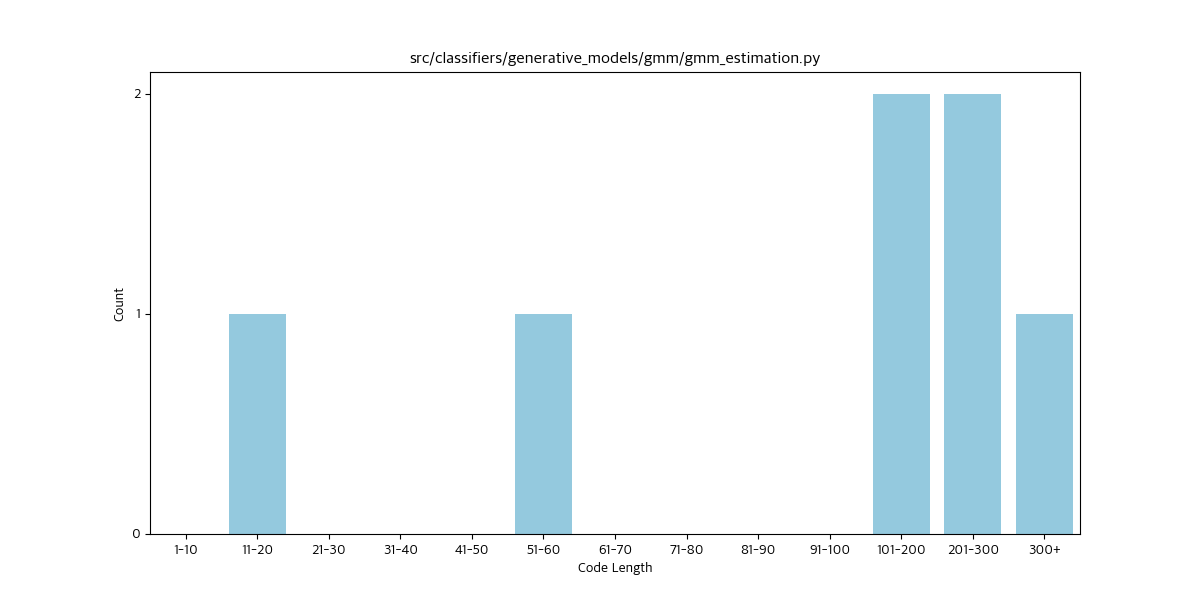 src/classifiers/generative_models/gmm/gmm_estimation.py
Count
2
1
0
1-10 11-20 21-30 31-40 41-50 51-60 61-70 71-80 81-90 91-100 101-200 201-300 300+
Code Length